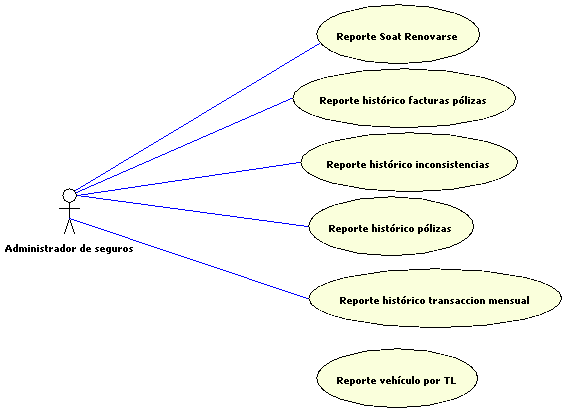 Reporte Soat Renovarse
Reporte histórico facturas pólizas
Reporte histórico inconsistencias
Reporte histórico pólizas
Administrador de seguros
Reporte histórico transaccion mensual
Reporte vehículo por TL